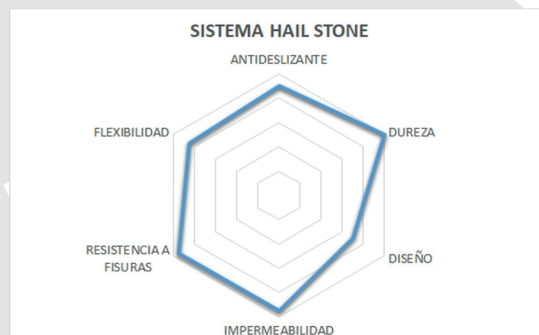 SISTEMA HAIL STONE
ANTIDESLIZANTE
FLEXIBILIDAD
DUREZA
RESISTENCIA A
FISURAS
DISEÑO
IMPERMEABILIDAD